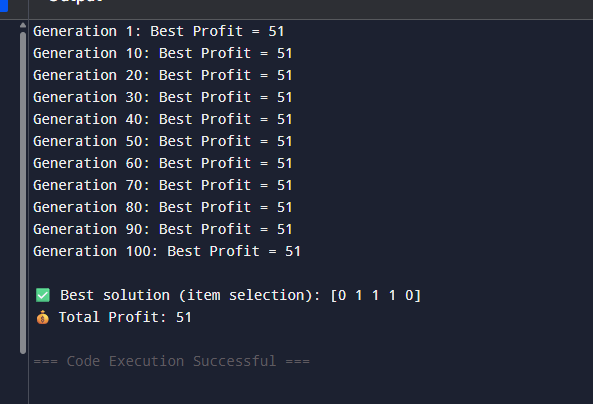 Output
Generation 1: Best Profit = 51
Generation 10: Best Profit = 51
Generation 20: Best Profit = 51
Generation 30: Best Profit = 51
Generation 40: Best Profit = 51
Generation 50: Best Profit = 51
Generation 60: Best Profit = 51
Generation 70: Best Profit = 51
Generation 80: Best Profit = 51
Generation 90: Best Profit = 51
Generation 100: Best Profit = 51
✅ Best solution (item selection): [0 1 1 1 0]
💰 Total Profit: 51
=== Code Execution Successful ===